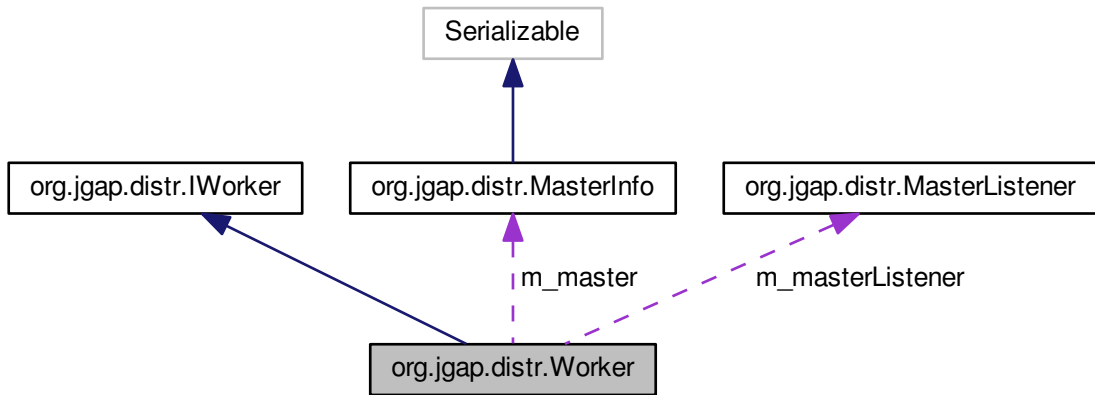 Serializable
org.jgap.distr.IWorker
org.jgap.distr.MasterInfo
org.jgap.distr.MasterListener
m_master
m_masterListener
org.jgap.distr.Worker